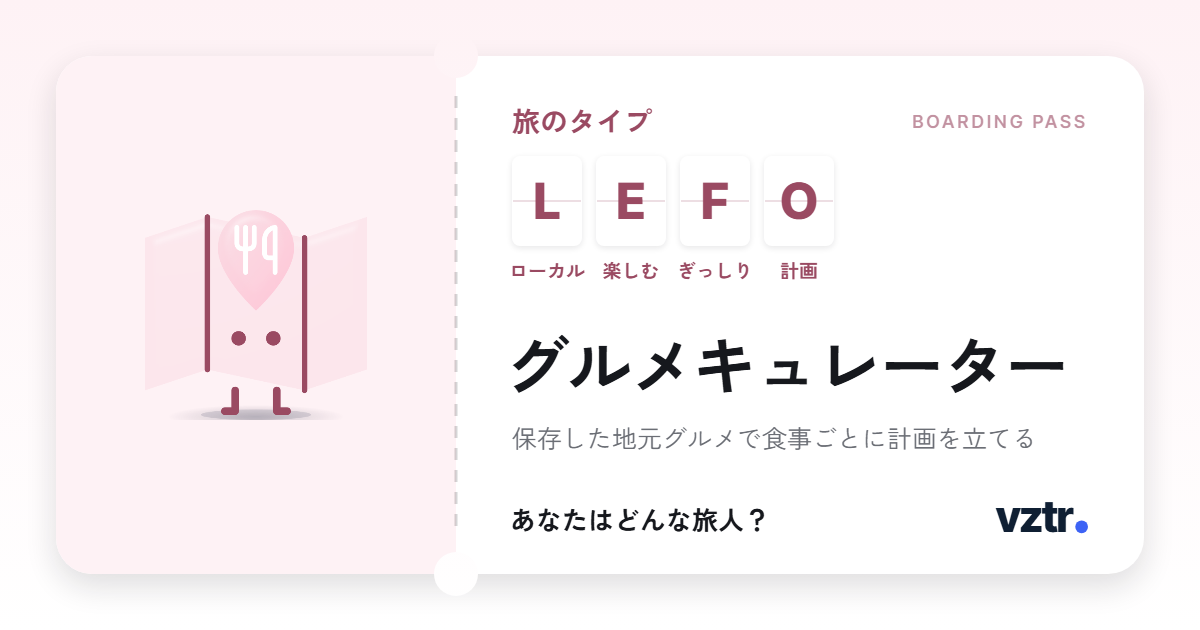 旅のタイプ
BOARDING PASS
L E F O
ローカル 楽しむ ぎっしり 計画
グルメキュレーター
保存した地元グルメで食事ごとに計画を立てる
あなたはどんな旅人？
vztr.